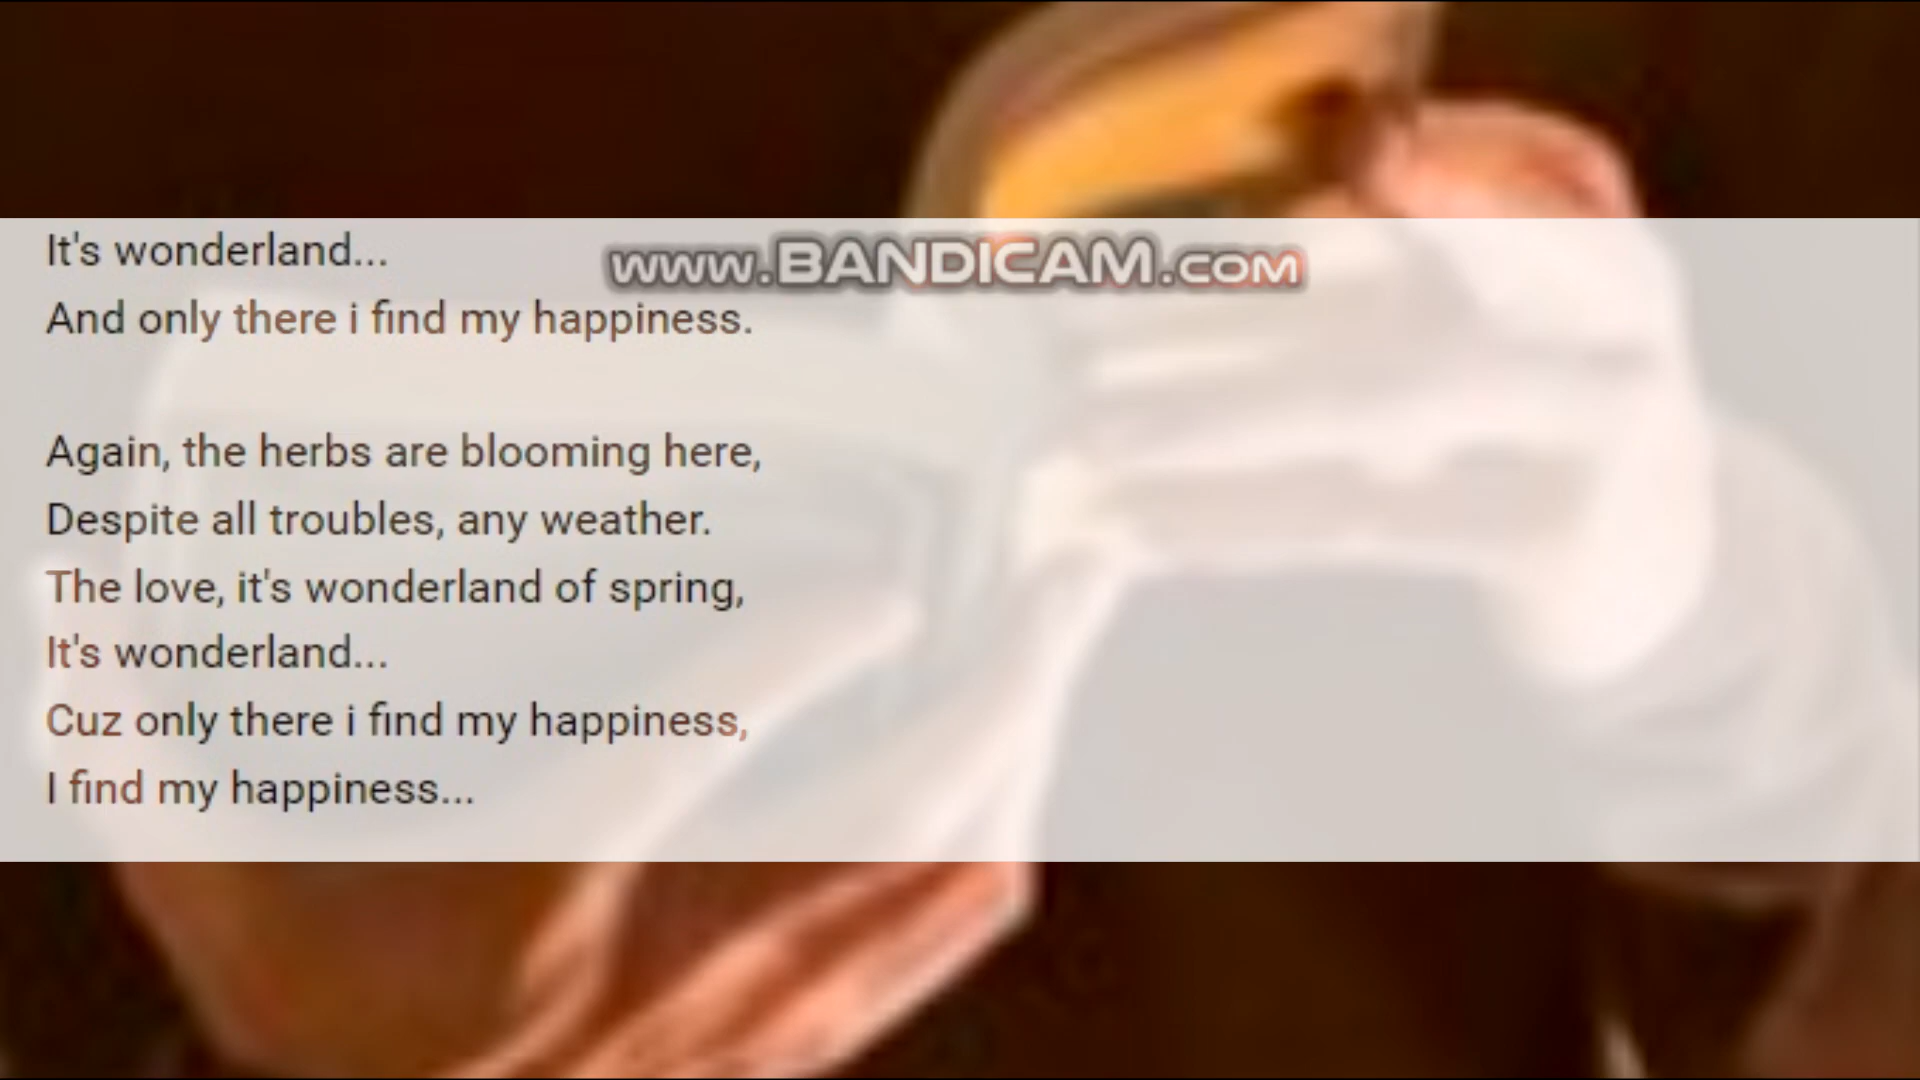 It's wonderland...
www.BANDICAM.com
And only there i find my happiness.
Again, the herbs are blooming here,
Despite all troubles, any weather.
The love, it's wonderland of spring,
It's wonderland...
Cuz only there i find my happiness,
I find my happiness...